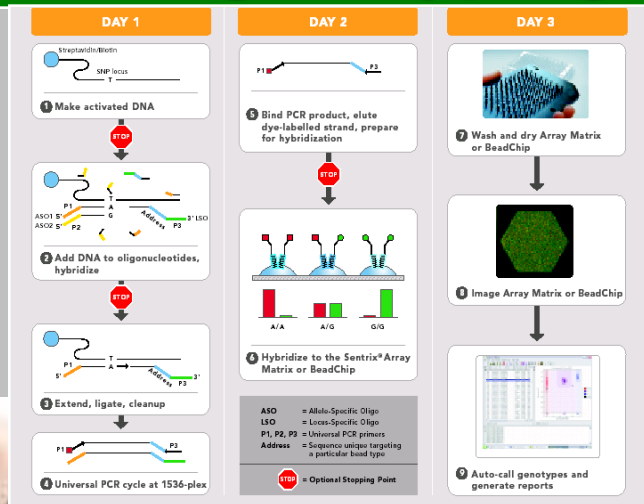 DAY 1
Streptavidin/Biotin
SNP locus
T
1 Make activated DNA
STOP
P1
T
A
G
ASO1 5'
ASO2 5'
P2
Address
3' LSO
P3
2 Add DNA to oligonucleotides,
hybridize
STOP
P1
T
5'
A
Address
3'
P3
3 Extend, ligate, cleanup
P1
P3
4 Universal PCR cycle at 1536-plex
DAY 2
P1
P3
5 Bind PCR product, elute
dye-labelled strand, prepare
for hybridization
STOP
A/A
A/G
G/G
6 Hybridize to the Sentrix® Array
Matrix or BeadChip
ASO = Allele-Specific Oligo
LSO = Locus-Specific Oligo
P1, P2, P3 = Universal PCR primers
Address = Sequence unique targeting
a particular bead type
STOP = Optional Stopping Point
DAY 3
7 Wash and dry Array Matrix
or BeadChip
8 Image Array Matrix or BeadChip
9 Auto-call genotypes and
generate reports